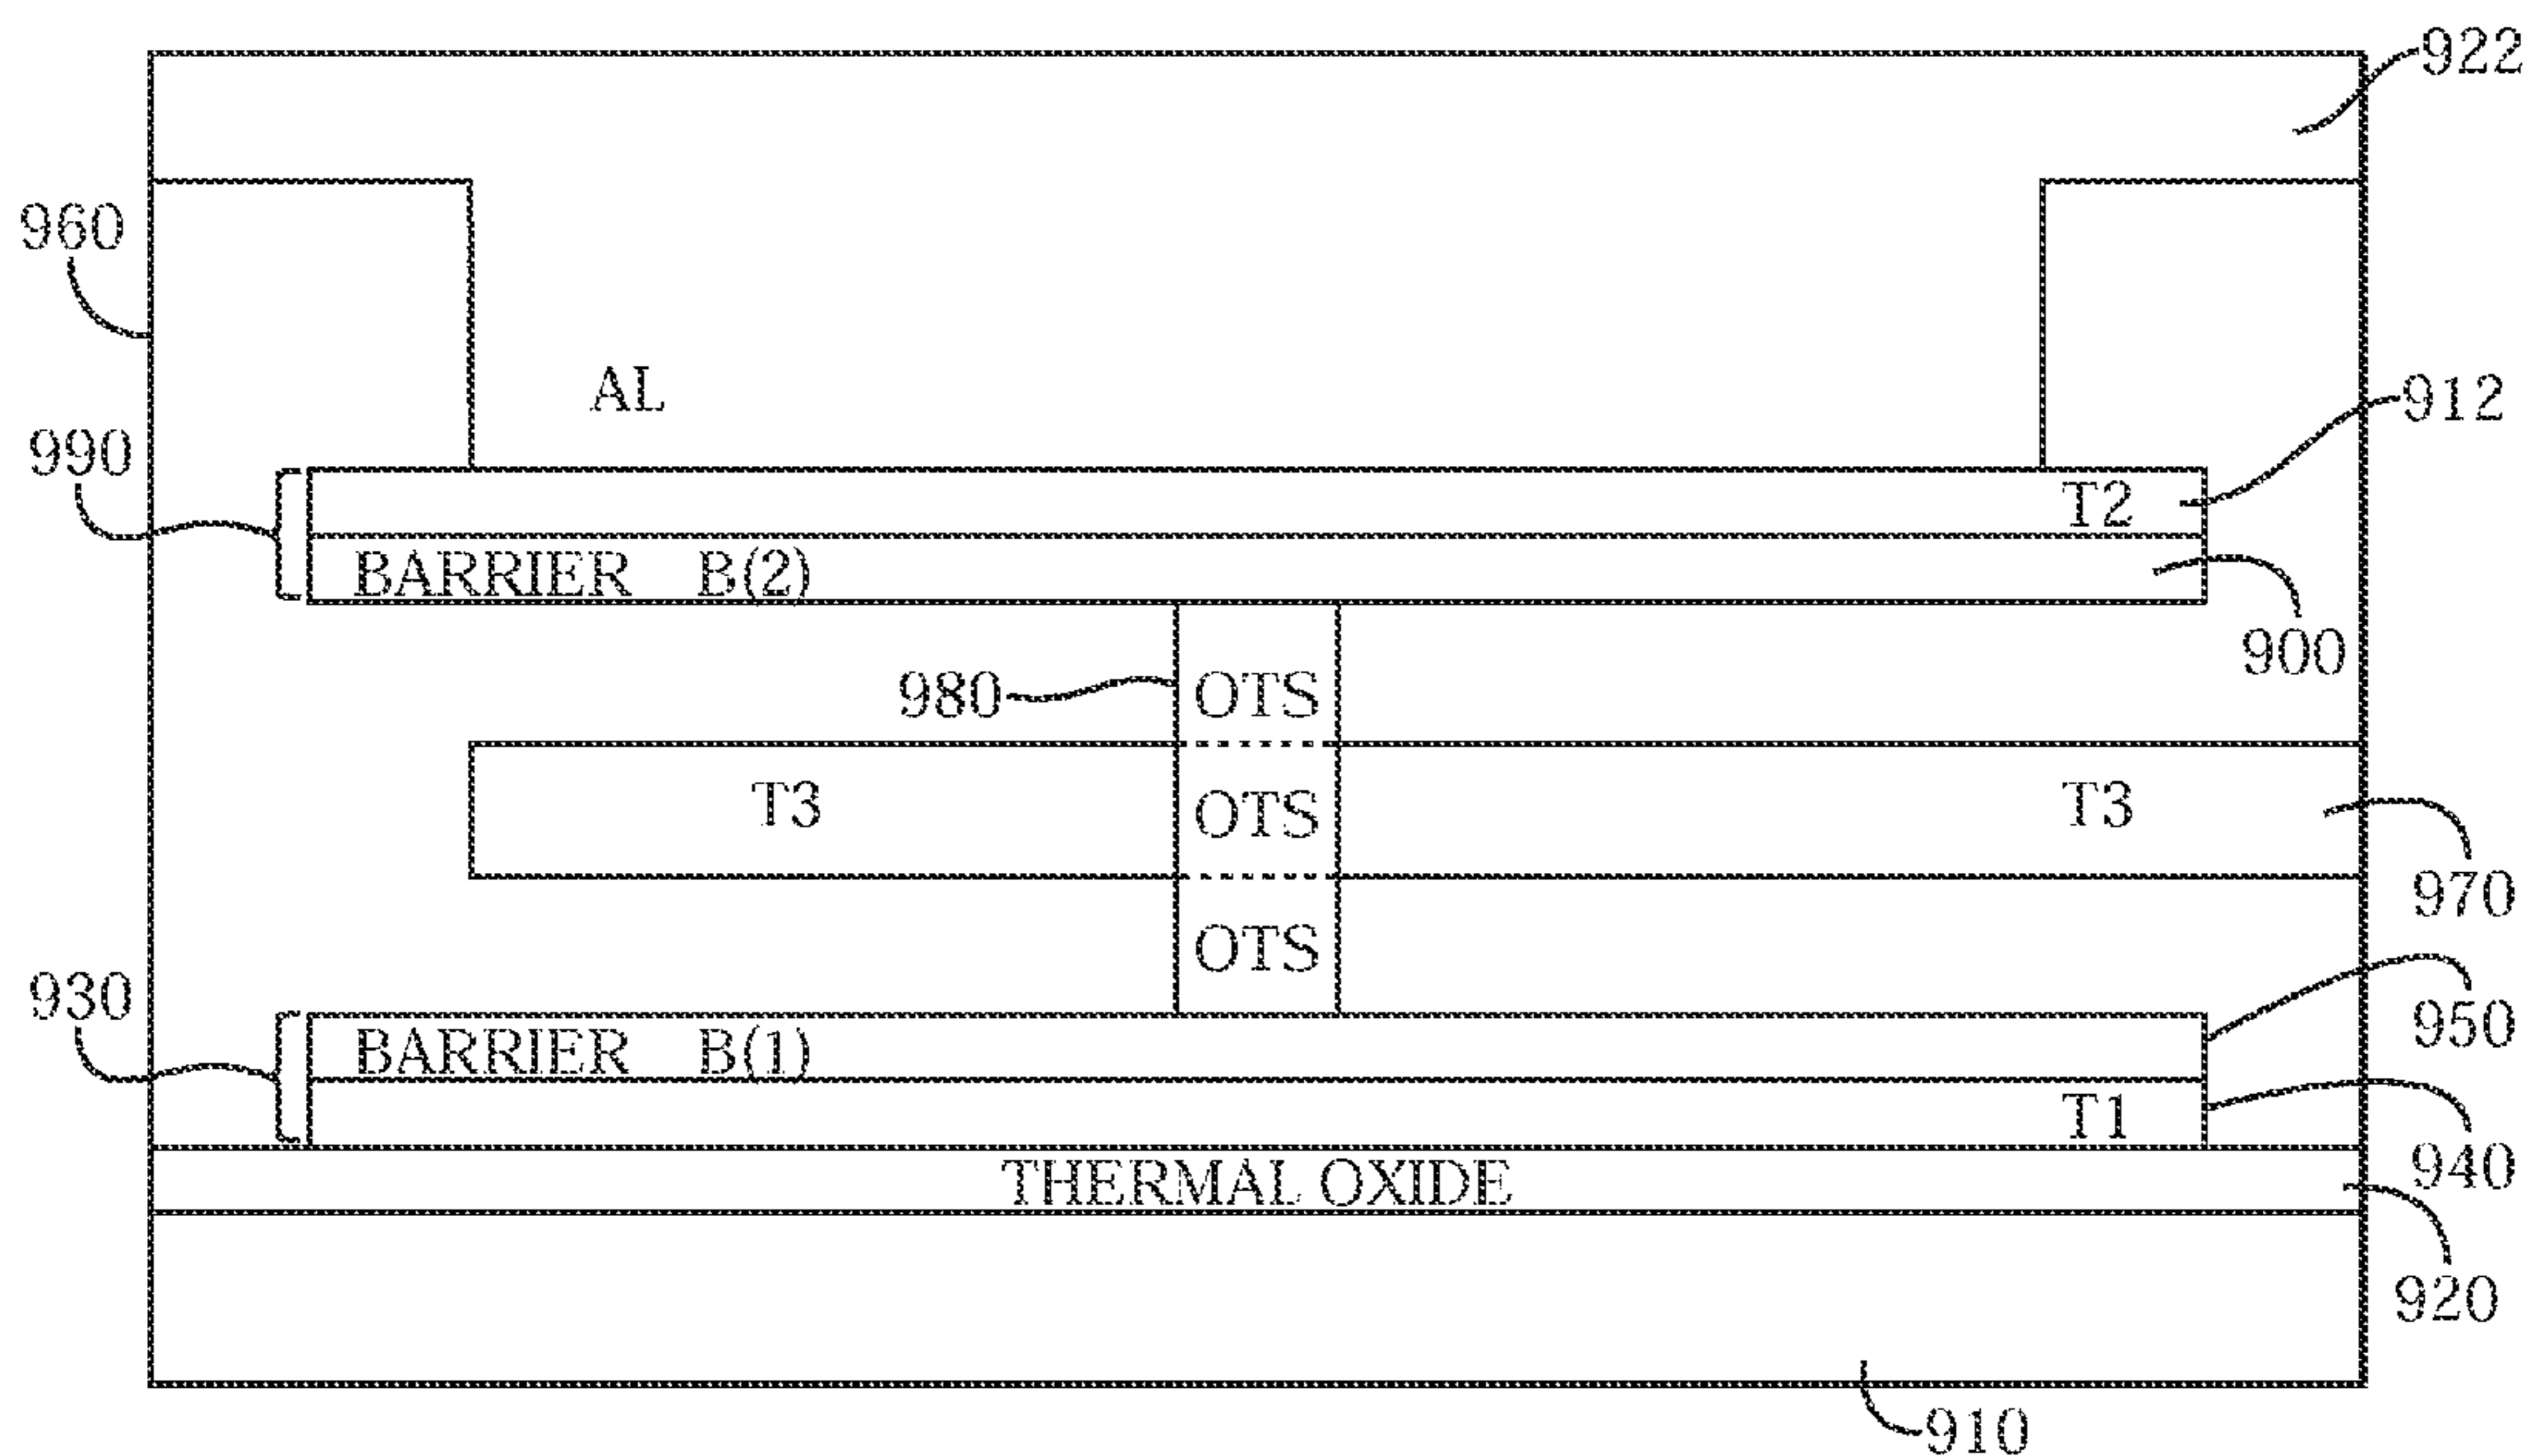 922
960
AL
912
990
T2
BARRIER B(2)
900
980
OTS
T3
OTS
T3
970
OTS
930
950
BARRIER B(1)
T1
940
THERMAL OXIDE
920
910